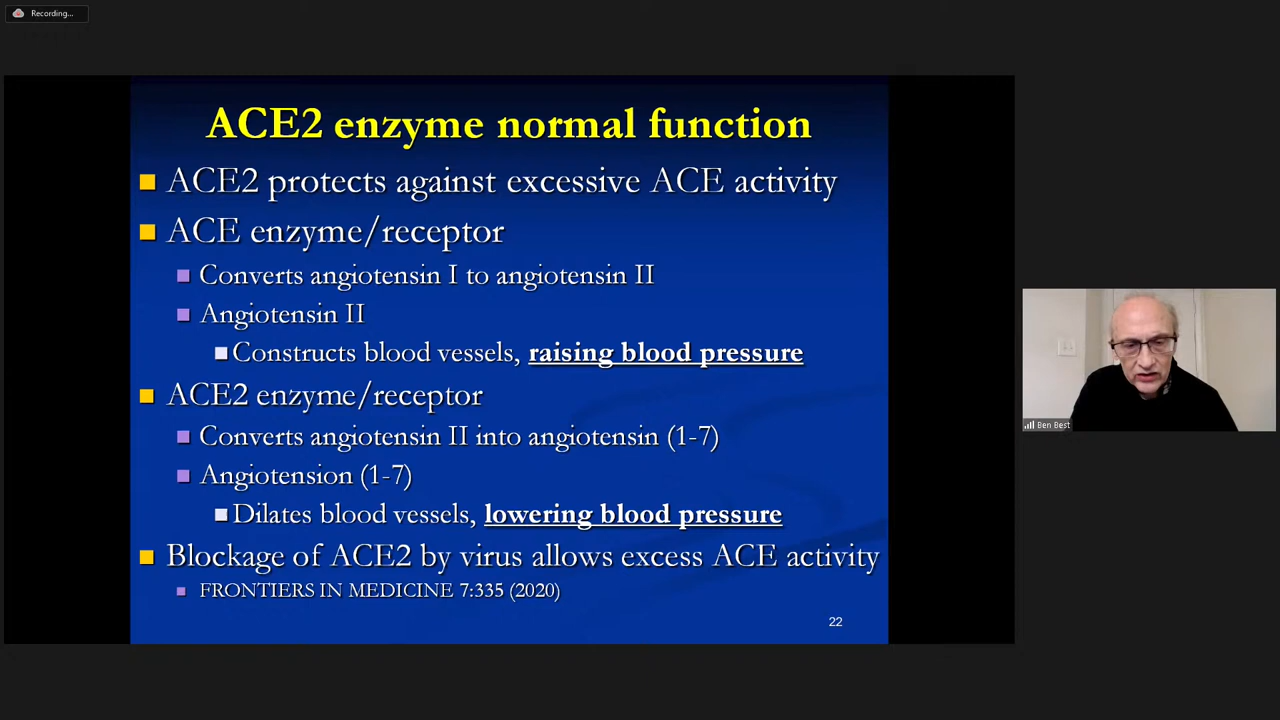 Recording...
ACE2 enzyme normal function
ACE2 protects against excessive ACE activity
ACE enzyme/receptor
Converts angiotensin I to angiotensin II
Angiotensin II
Constructs blood vessels, raising blood pressure
ACE2 enzyme/receptor
Converts angiotensin II into angiotensin (1-7)
Angiotension (1-7)
Dilates blood vessels, lowering blood pressure
Blockage of ACE2 by virus allows excess ACE activity
FRONTIERS IN MEDICINE 7:335 (2020)
22
Ben Best